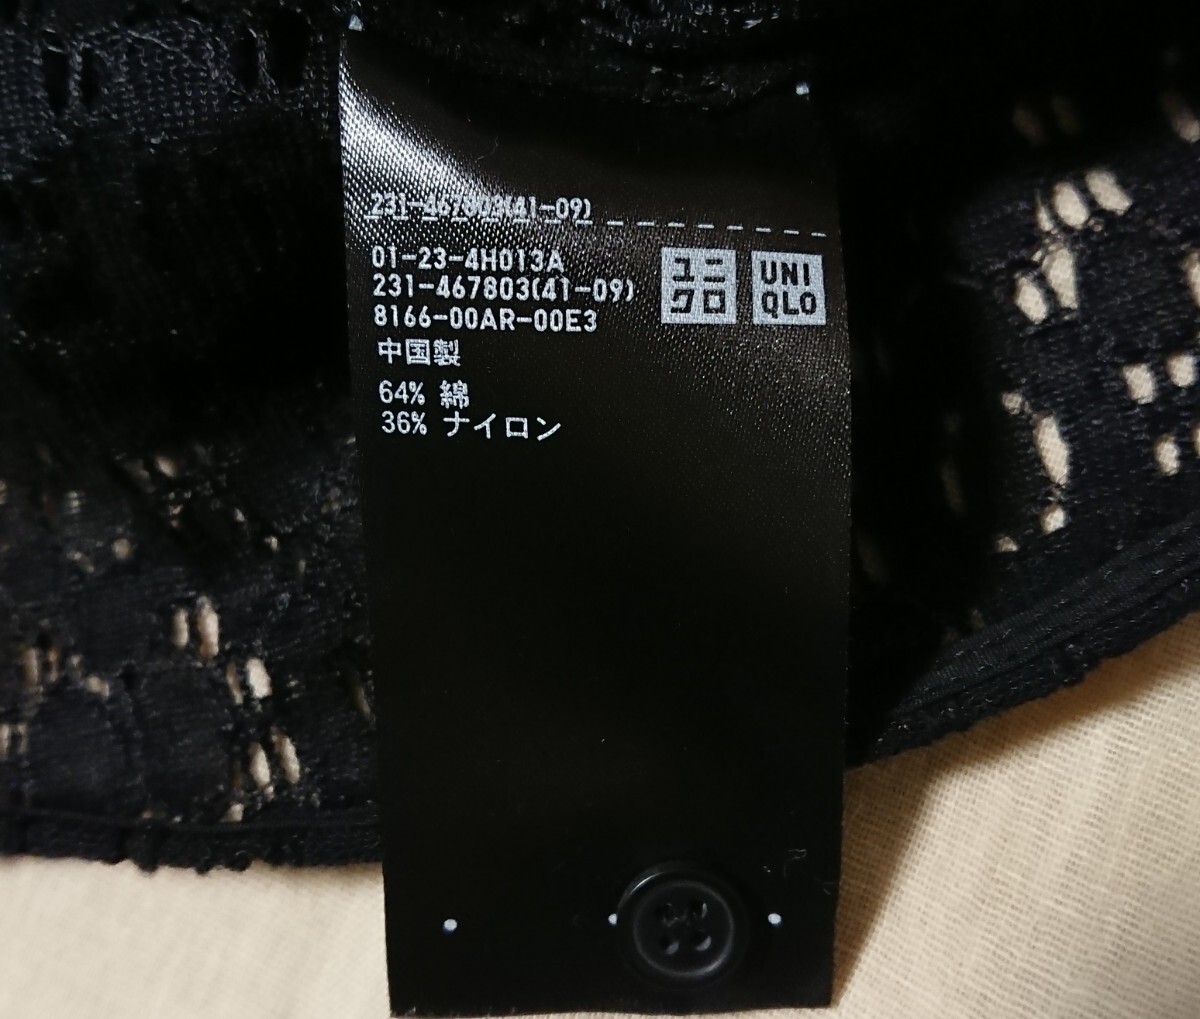 231-467803(41-09)
01-23-4H013A
231-467803(41-09)
8166-00AR-00E3
中国製
64% 綿
36% ナイロン
ユニ
クロ
UNI
QLO